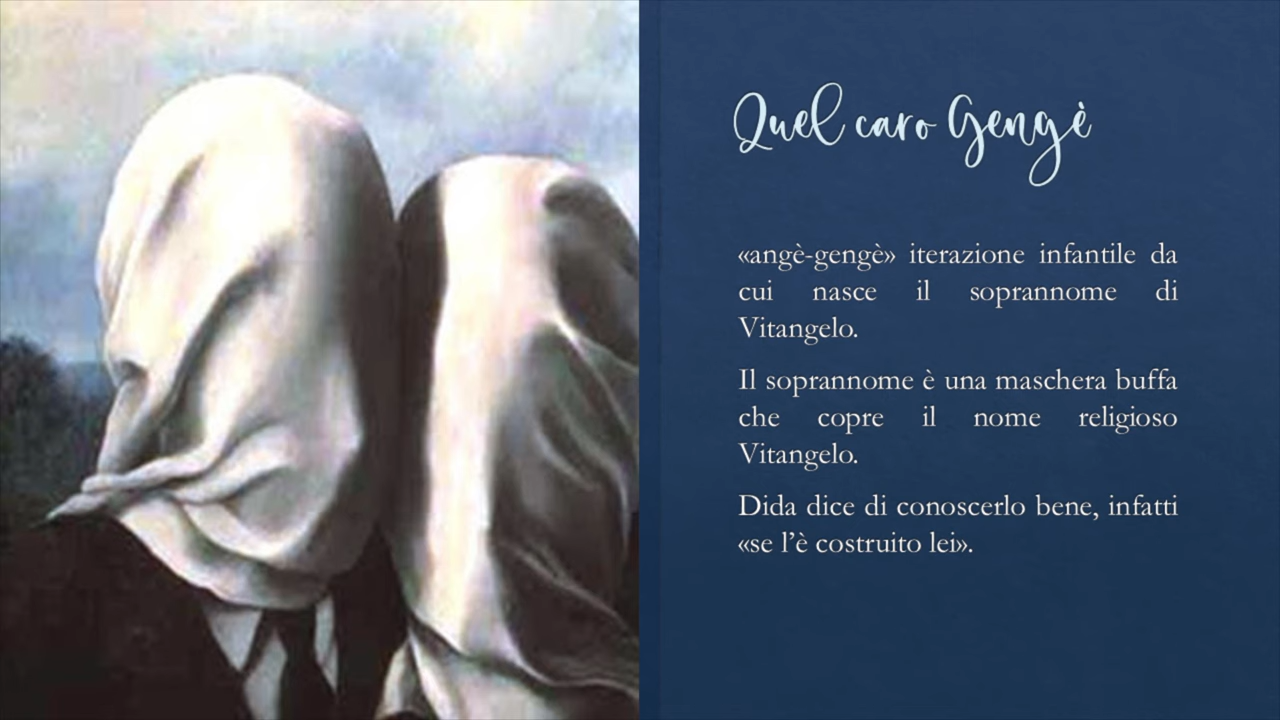 Quel caro Gengè
«angè-gengè» iterazione infantile da
cui nasce il soprannome di
Vitangelo.
Il soprannome è una maschera buffa
che copre il nome religioso
Vitangelo.
Dida dice di conoscerlo bene, infatti
«se l’è costruito lei».